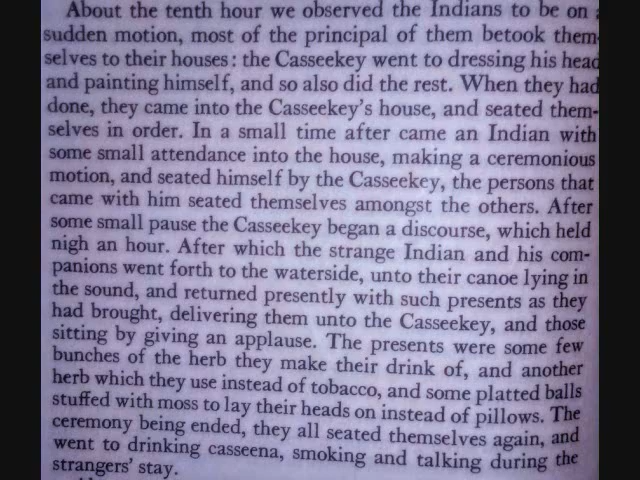 About the tenth hour we observed the Indians to be on
sudden motion, most of the principal of them betook them-
selves to their houses: the Casseekey went to dressing his head
and painting himself, and so also did the rest. When they had
done, they came into the Casseekey's house, and seated them-
selves in order. In a small time after came an Indian with
some small attendance into the house, making a ceremonious
motion, and seated himself by the Casseekey, the persons that
came with him seated themselves amongst the others. After
some small pause the Casseekey began a discourse, which held
nigh an hour. After which the strange Indian and his com-
panions went forth to the waterside, unto their canoe lying in
the sound, and returned presently with such presents as they
had brought, delivering them unto the Casseekey, and those
sitting by giving an applause. The presents were some few
bunches of the herb they make their drink of, and another
herb which they use instead of tobacco, and some platted balls
stuffed with moss to lay their heads on instead of pillows. The
ceremony being ended, they all seated themselves again, and
went to drinking casseena, smoking and talking during the
strangers' stay.